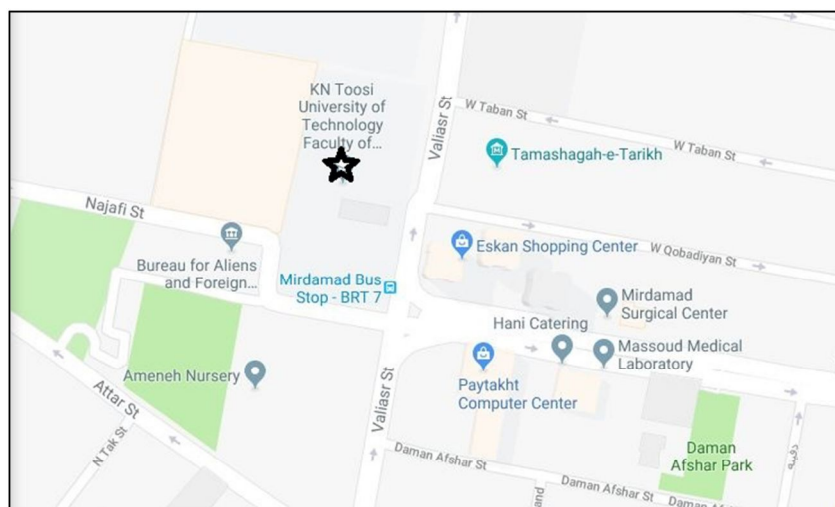 KN Toosi
University of
Technology
Faculty of...
Valiasr St
W Taban St
W Taban St
Tamashagah-e-Tarikh
Najafi St
Eskan Shopping Center
W Qobadiyan St
Bureau for Aliens
and Foreign...
Mirdamad Bus
Stop - BRT 7
Mirdamad
Surgical Center
Hani Catering
Massoud Medical
Laboratory
Ameneh Nursery
Paytakht
Computer Center
Attar St
Valiasr St
N Tak St
Daman
Afshar Park
Daman Afshar St
Daman Afshar St
Daman Af
and